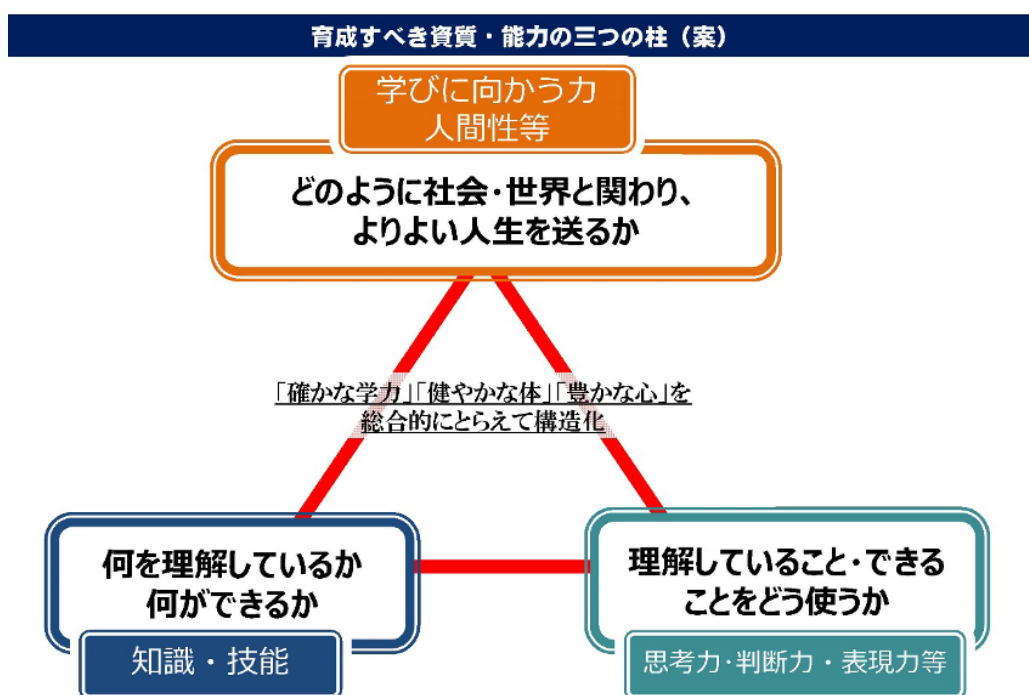 育成すべき資質・能力の三つの柱（案）
学びに向かう力
人間性等
どのように社会・世界と関わり、
よりよい人生を送るか
「確かな学力」「健やかな体」「豊かな心」を
総合的にとらえて構造化
何を理解しているか
何ができるか
知識・技能
理解していること・できる
ことをどう使うか
思考力・判断力・表現力等